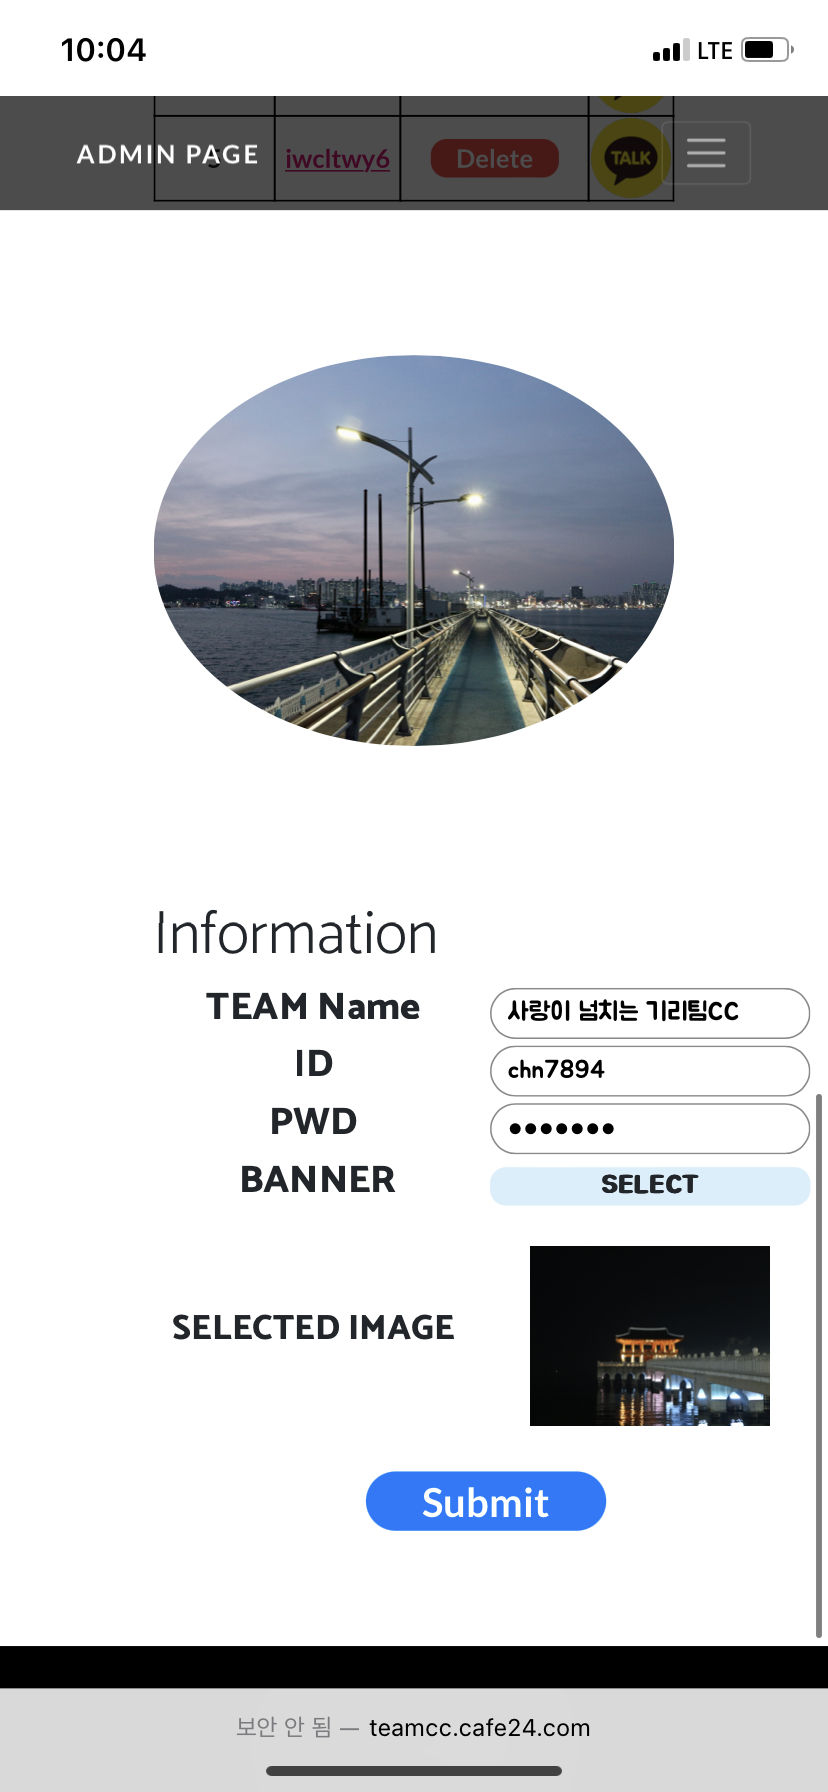 10:04 LTE
ADMIN PAGE
iwcltwy6 Delete TALK
Information
TEAM Name 사랑이 넘치는 기리팀CC
ID chn7894
PWD •••••••
BANNER SELECT
SELECTED IMAGE
Submit
보안 안 됨 — teamcc.cafe24.com